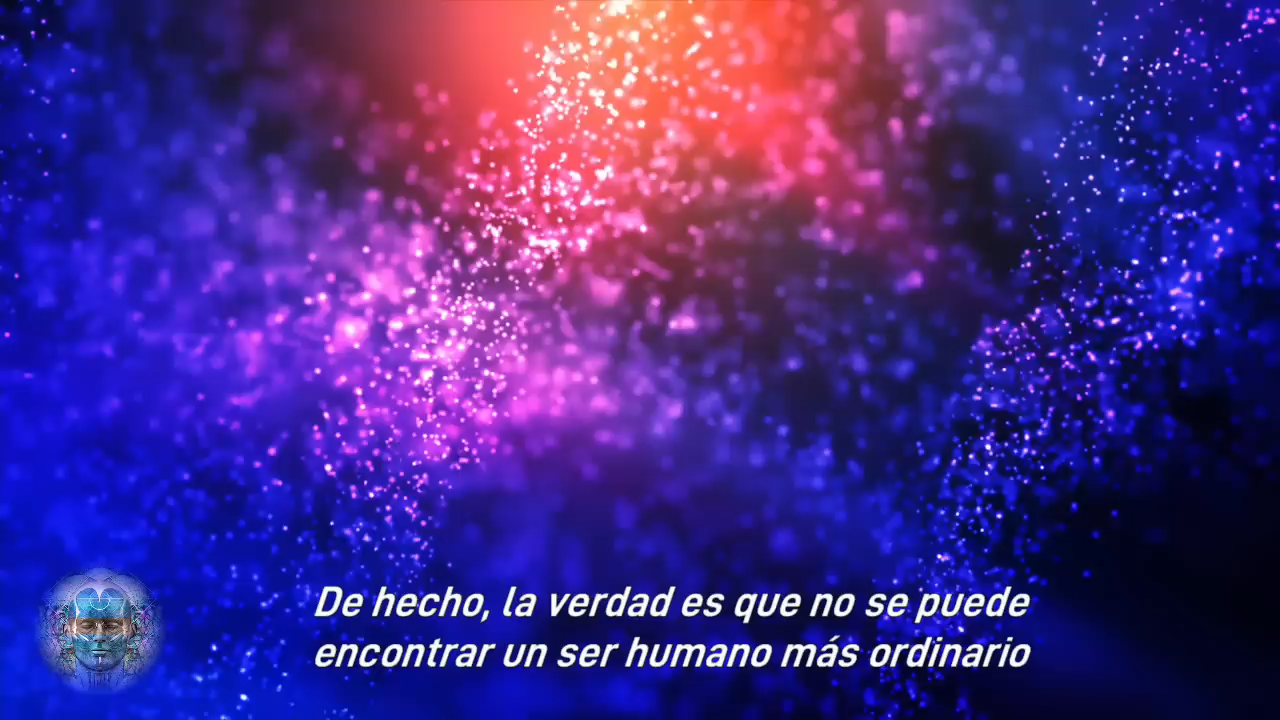 De hecho, la verdad es que no se puede
encontrar un ser humano más ordinario